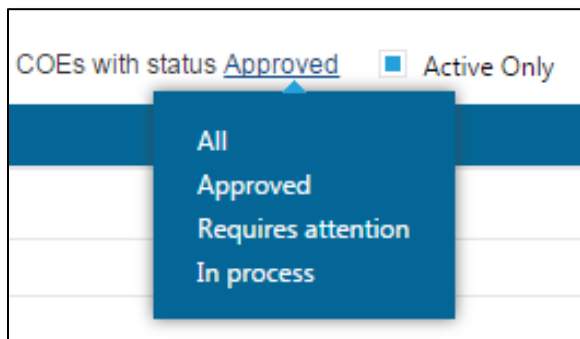 COEs with status Approved Active Only
All
Approved
Requires attention
In process